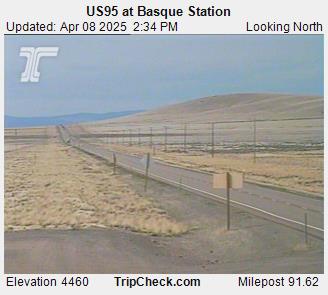 US95 at Basque Station
Updated: Apr 08 2025 2:34 PM Looking North
Elevation 4460 TripCheck.com Milepost 91.62